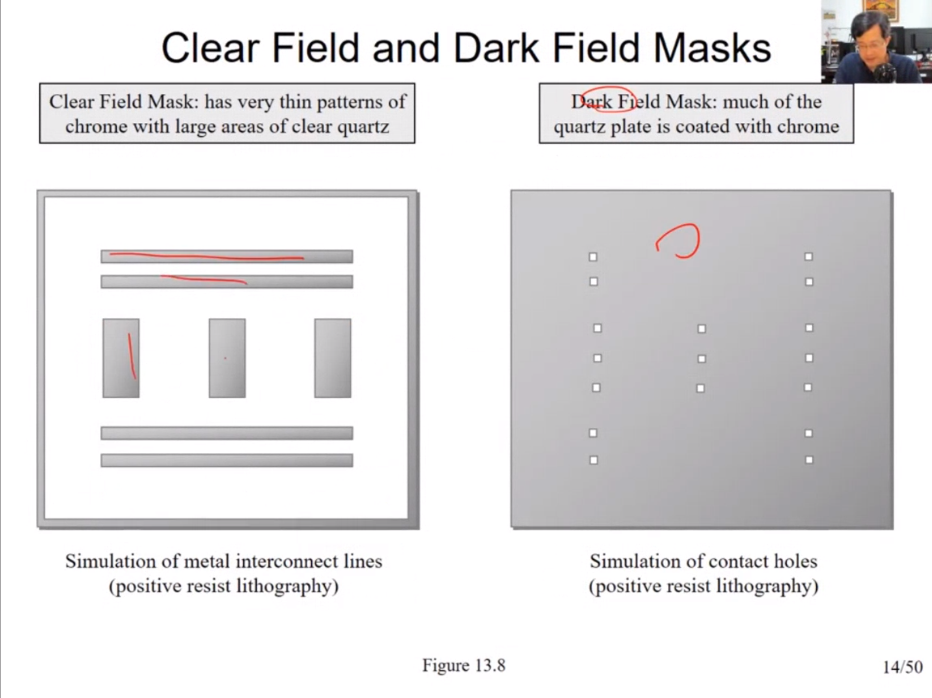 Clear Field and Dark Field Masks
Clear Field Mask: has very thin patterns of
chrome with large areas of clear quartz
Dark Field Mask: much of the
quartz plate is coated with chrome
Simulation of metal interconnect lines
(positive resist lithography)
Simulation of contact holes
(positive resist lithography)
Figure 13.8
14/50